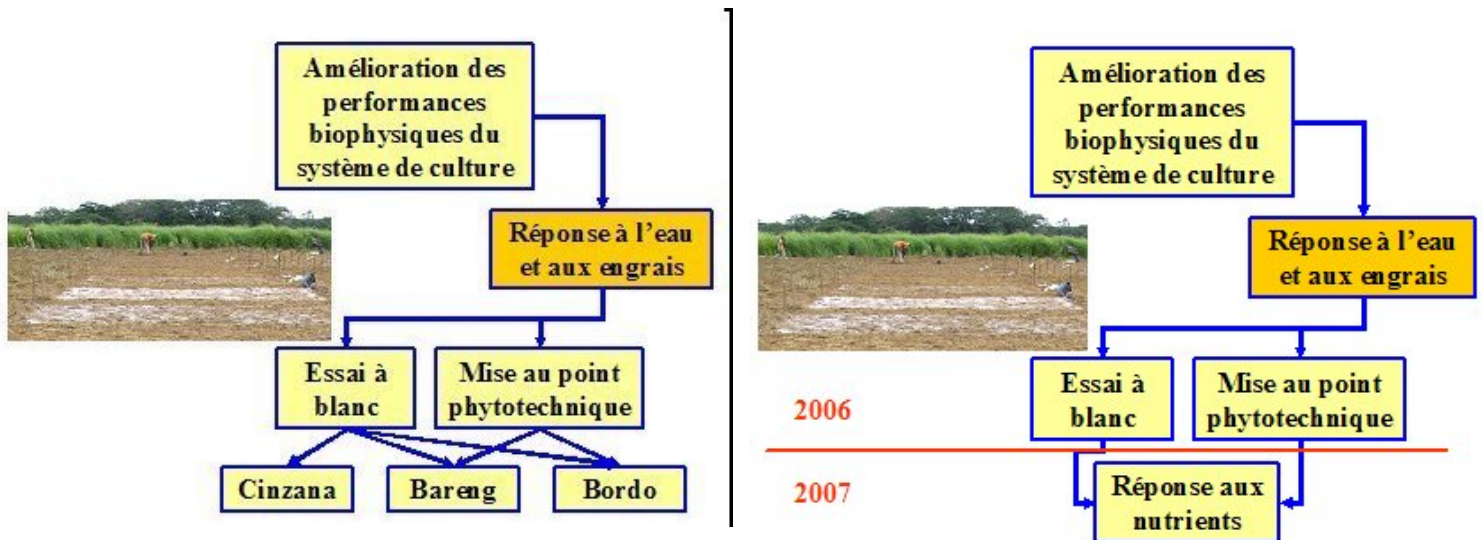 Amélioration des
performances
biophysiques du
système de culture
Réponse à l'eau
et aux engrais
Essai à
blanc
Mise au point
phytotechnique
Cinzana
Bareng
Bordo
Amélioration des
performances
biophysiques du
système de culture
Réponse à l'eau
et aux engrais
Essai à
blanc
Mise au point
phytotechnique
2006
2007
Réponse aux
nutrients